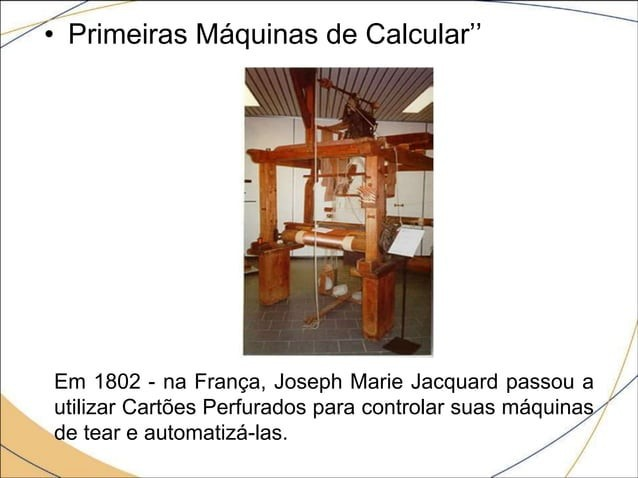 • Primeiras Máquinas de Calcular’’
Em 1802 - na França, Joseph Marie Jacquard passou a
utilizar Cartões Perfurados para controlar suas máquinas
de tear e automatizá-las.